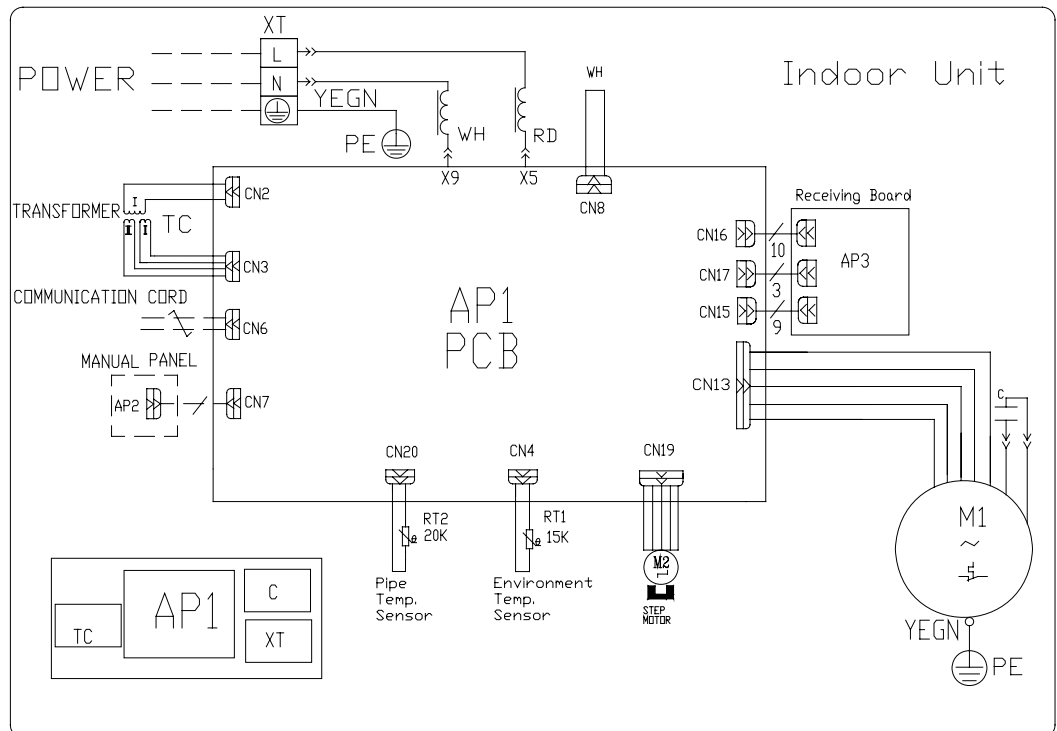 XT
POWER
L
N
YEGN
PE
WH
RD
X9
X5
WH
CN8
Indoor Unit
TRANSFORMER
I
II
I
TC
CN2
CN3
COMMUNICATION CORD
CN6
MANUAL PANEL
AP2
CN7
AP1
PCB
Receiving Board
CN16
10
CN17
3
CN15
9
AP3
CN13
C
CN20
CN4
CN19
RT2
20K
RT1
15K
Pipe
Temp.
Sensor
Environment
Temp.
Sensor
M2
STEP
MOTOR
M1
~
YEGN
PE
TC
AP1
C
XT